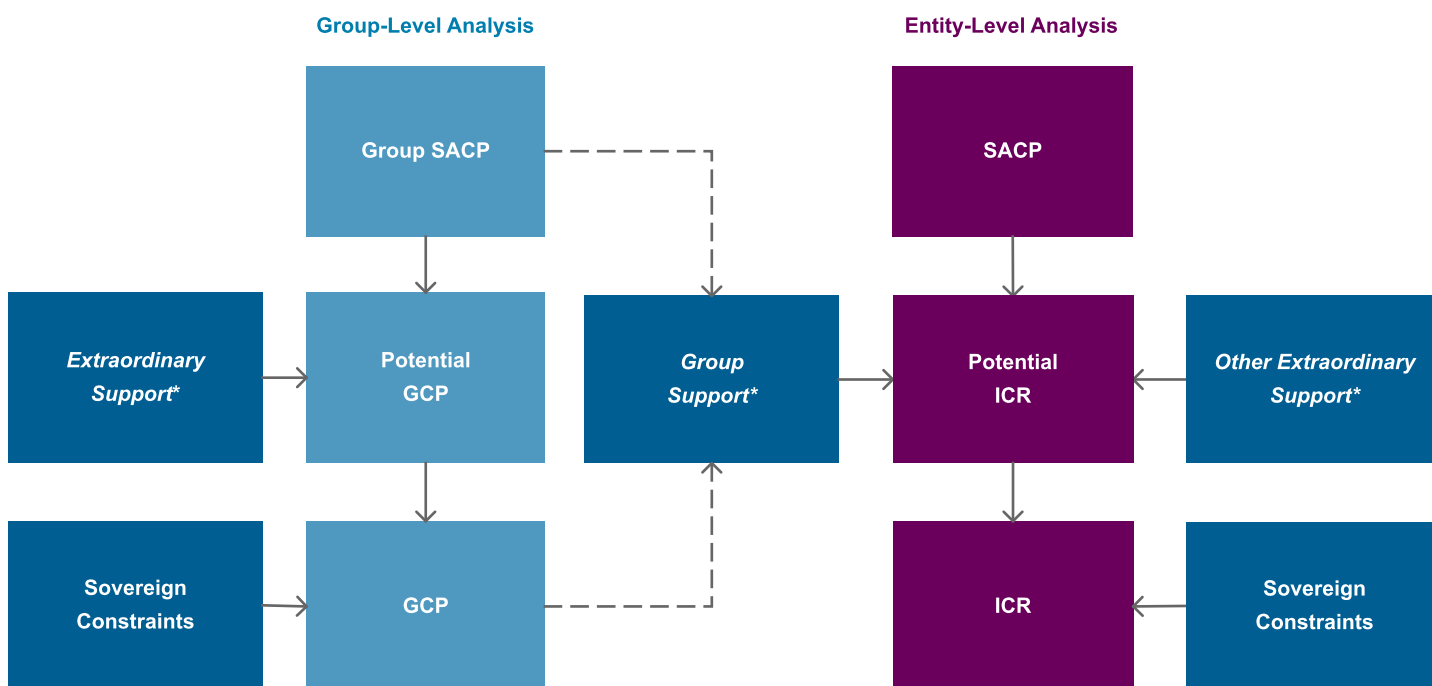 Group-Level Analysis
Entity-Level Analysis
Group SACP
SACP
Extraordinary
Support*
Potential
GCP
Group
Support*
Potential
ICR
Other Extraordinary
Support*
Sovereign
Constraints
GCP
ICR
Sovereign
Constraints